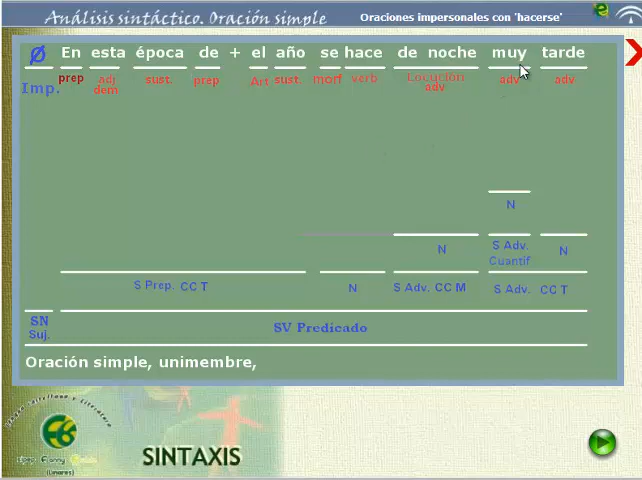 Análisis sintáctico. Oración simple
Oraciones impersonales con 'hacerse'
Ø En esta época de + el año se hace de noche muy tarde
Imp. prep adj dem sust. prep Art sust. morf verb Locución adv adv adv
N
N S Adv. Cuantif N
S Prep. CC T N S Adv. CC M S Adv. CC T
SN Suj. SV Predicado
Oración simple, unimembre,
SINTAXIS
(Linares)